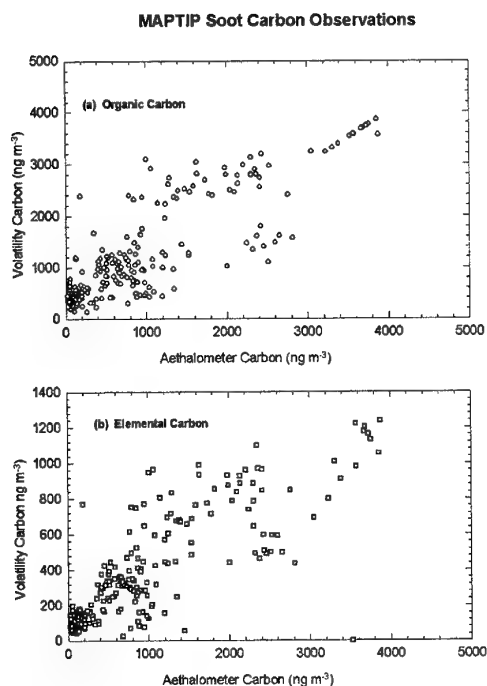 MAPTIP Soot Carbon Observations
5000
(a) Organic Carbon
4000
3000
2000
1000
0
Volatility Carbon (ng m-3)
0 1000 2000 3000 4000 5000
Aethalometer Carbon (ng m-3)
1400
(b) Elemental Carbon
1200
1000
800
600
400
200
0
Volatility Carbon ng m-3)
0 1000 2000 3000 4000 5000
Aethalometer Carbon (ng m-3)